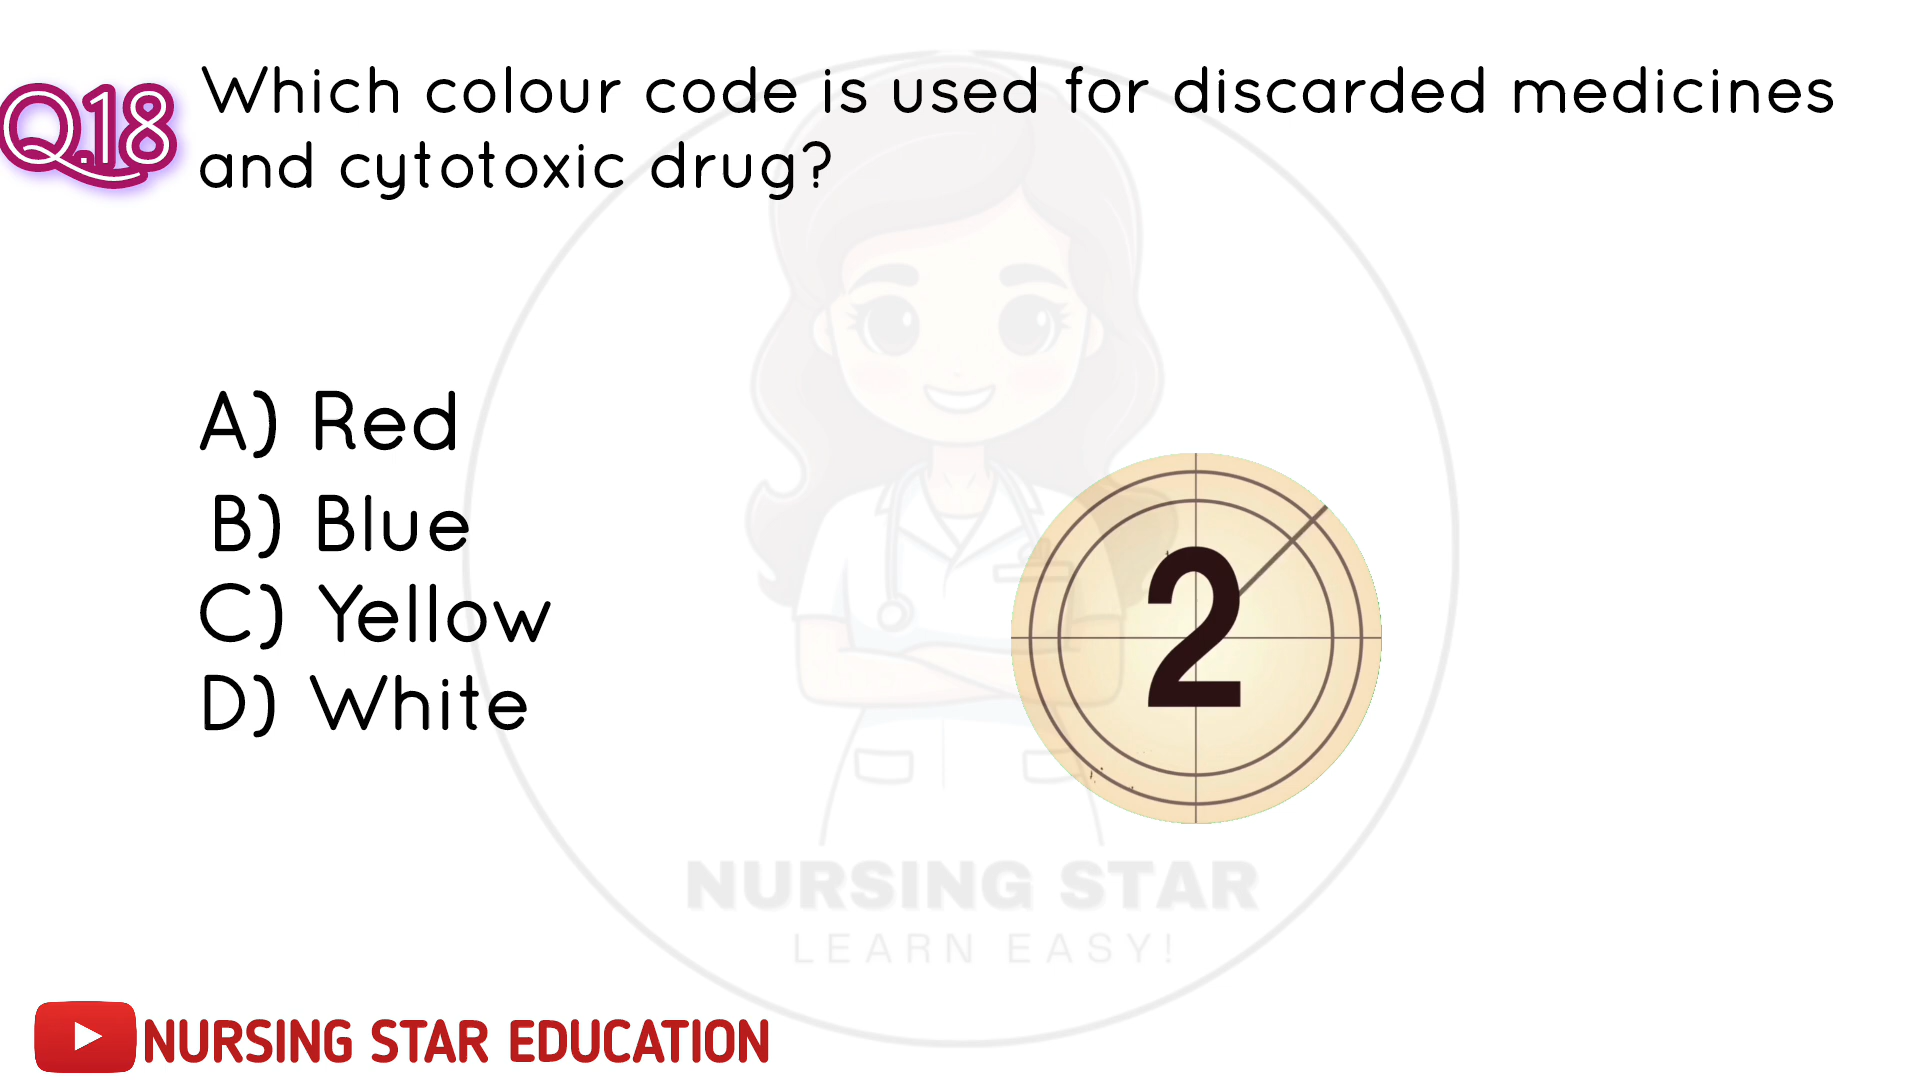 Q.18
Which colour code is used for discarded medicines
and cytotoxic drug?
A) Red
B) Blue
C) Yellow
D) White
2
NURSING STAR
LEARN EASY!
NURSING STAR EDUCATION